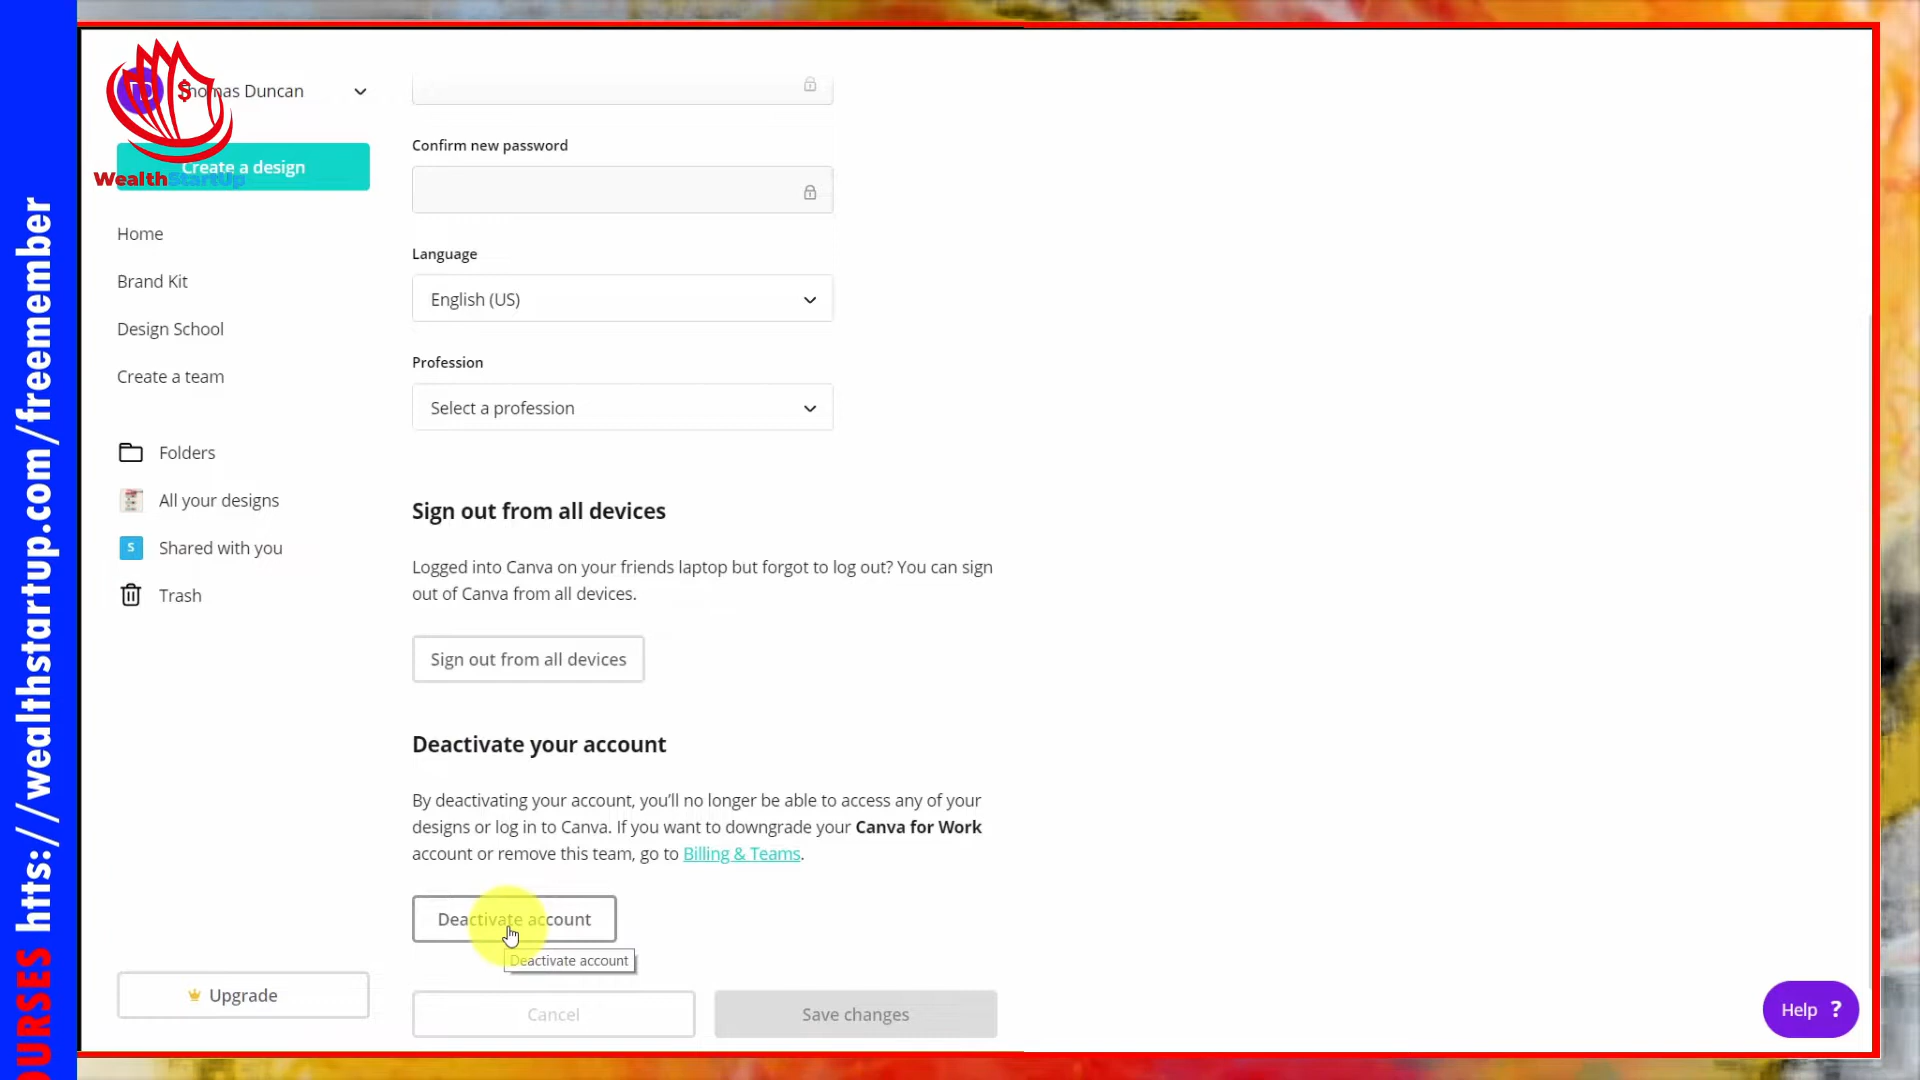 OURSES htts://wealthstartup.com/freemember
$
WealthStartUp
Thomas Duncan
Create a design
Home
Brand Kit
Design School
Create a team
Folders
All your designs
S
Shared with you
Trash
Upgrade
Confirm new password
Language
English (US)
Profession
Select a profession
Sign out from all devices
Logged into Canva on your friends laptop but forgot to log out? You can sign
out of Canva from all devices.
Sign out from all devices
Deactivate your account
By deactivating your account, you'll no longer be able to access any of your
designs or log in to Canva. If you want to downgrade your Canva for Work
account or remove this team, go to Billing & Teams.
Deactivate account
Deactivate account
Cancel
Save changes
Help ?